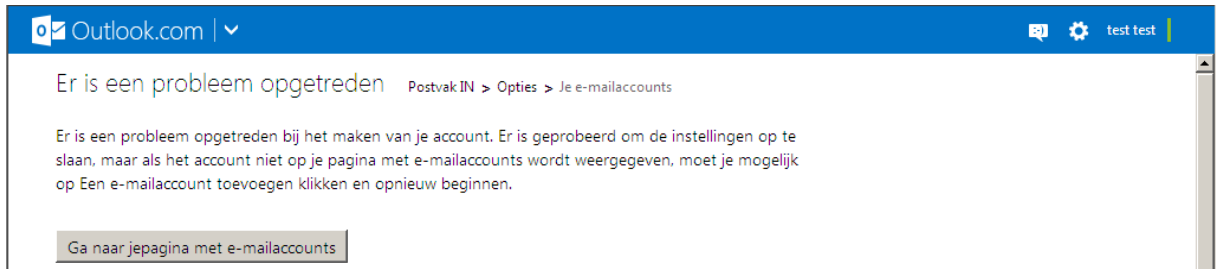 Outlook.com
test test
Er is een probleem opgetreden Postvak IN > Opties > Je e-mailaccounts
Er is een probleem opgetreden bij het maken van je account. Er is geprobeerd om de instellingen op te
slaan, maar als het account niet op je pagina met e-mailaccounts wordt weergegeven, moet je mogelijk
op Een e-mailaccount toevoegen klikken en opnieuw beginnen.
Ga naar jepagina met e-mailaccounts